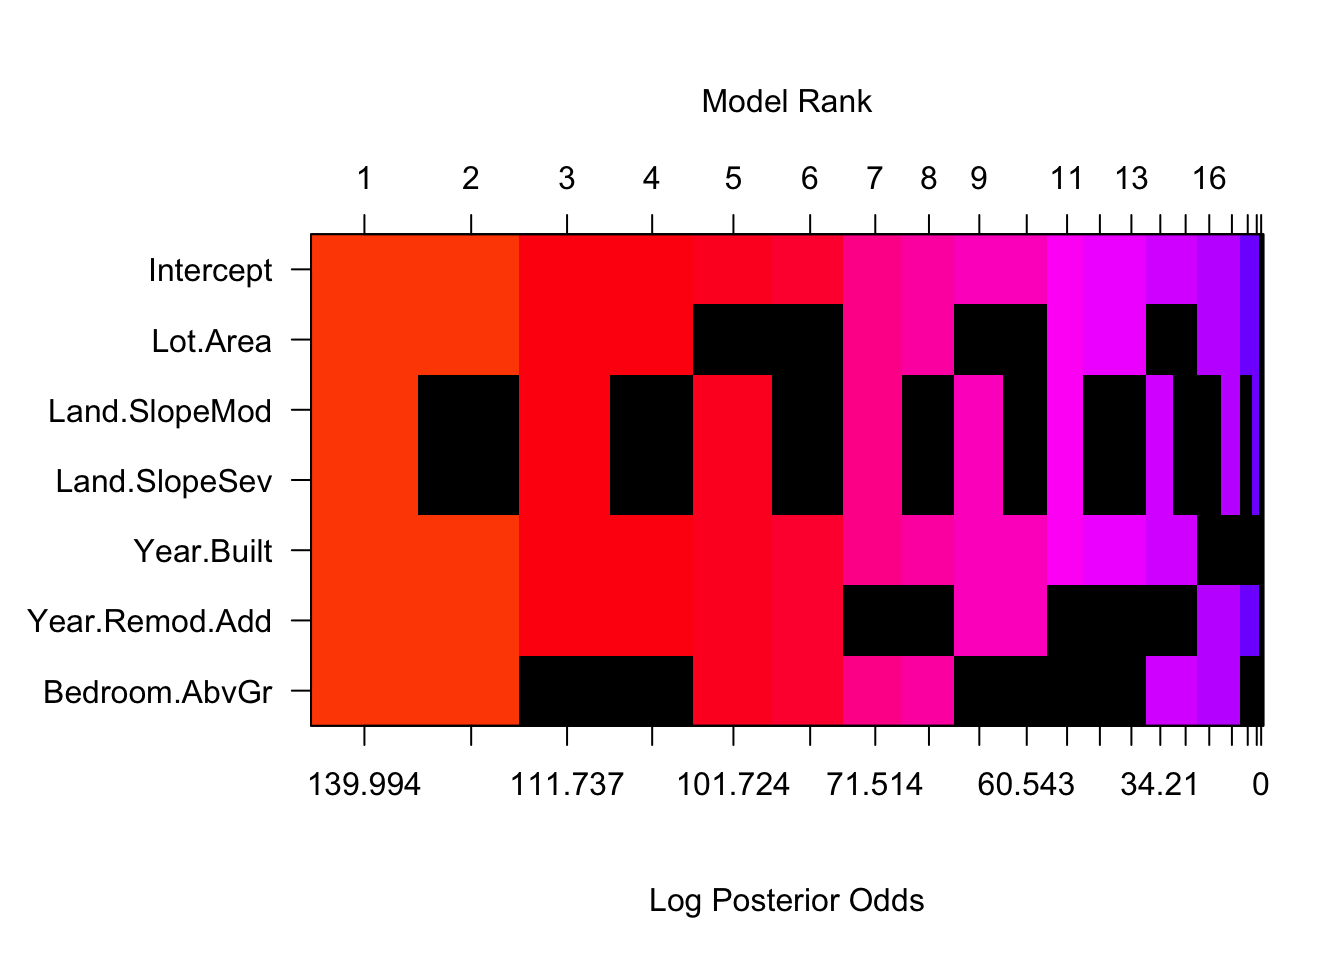 Model Rank
1 2 3 4 5 6 7 8 9 11 13 16
Intercept
Lot.Area
Land.SlopeMod
Land.SlopeSev
Year.Built
Year.Remod.Add
Bedroom.AbvGr
139.994 111.737 101.724 71.514 60.543 34.21 0
Log Posterior Odds